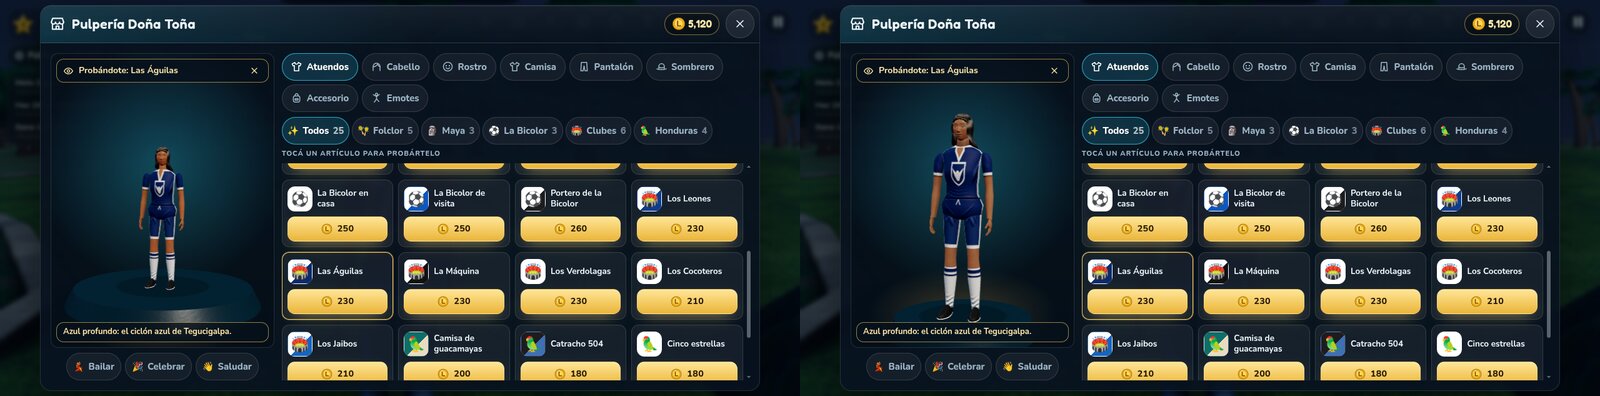 Pulpería Doña Toña
5,120
Probándote: Las Águilas
Azul profundo: el ciclón azul de Tegucigalpa.
Bailar
Celebrar
Saludar
Atuendos
Cabello
Rostro
Camisa
Pantalón
Sombrero
Accesorio
Emotes
Todos 25
Folclor 5
Maya 3
La Bicolor 3
Clubes 6
Honduras 4
TOCÁ UN ARTÍCULO PARA PROBÁRTELO
La Bicolor en
casa
250
La Bicolor de
visita
250
Portero de la
Bicolor
260
Los Leones
230
Las Águilas
230
La Máquina
230
Los Verdolagas
230
Los Cocoteros
210
Los Jaibos
210
Camisa de
guacamayas
200
Catracho 504
180
Cinco estrellas
180
Pulpería Doña Toña
5,120
Probándote: Las Águilas
Azul profundo: el ciclón azul de Tegucigalpa.
Bailar
Celebrar
Saludar
Atuendos
Cabello
Rostro
Camisa
Pantalón
Sombrero
Accesorio
Emotes
Todos 25
Folclor 5
Maya 3
La Bicolor 3
Clubes 6
Honduras 4
TOCÁ UN ARTÍCULO PARA PROBÁRTELO
La Bicolor en
casa
250
La Bicolor de
visita
250
Portero de la
Bicolor
260
Los Leones
230
Las Águilas
230
La Máquina
230
Los Verdolagas
230
Los Cocoteros
210
Los Jaibos
210
Camisa de
guacamayas
200
Catracho 504
180
Cinco estrellas
180